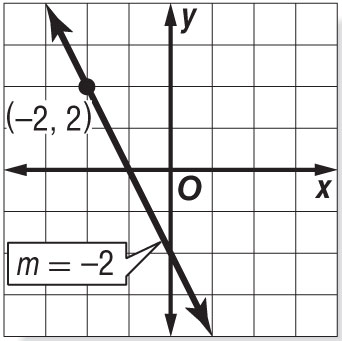 y
(–2, 2)
O
x
m = –2